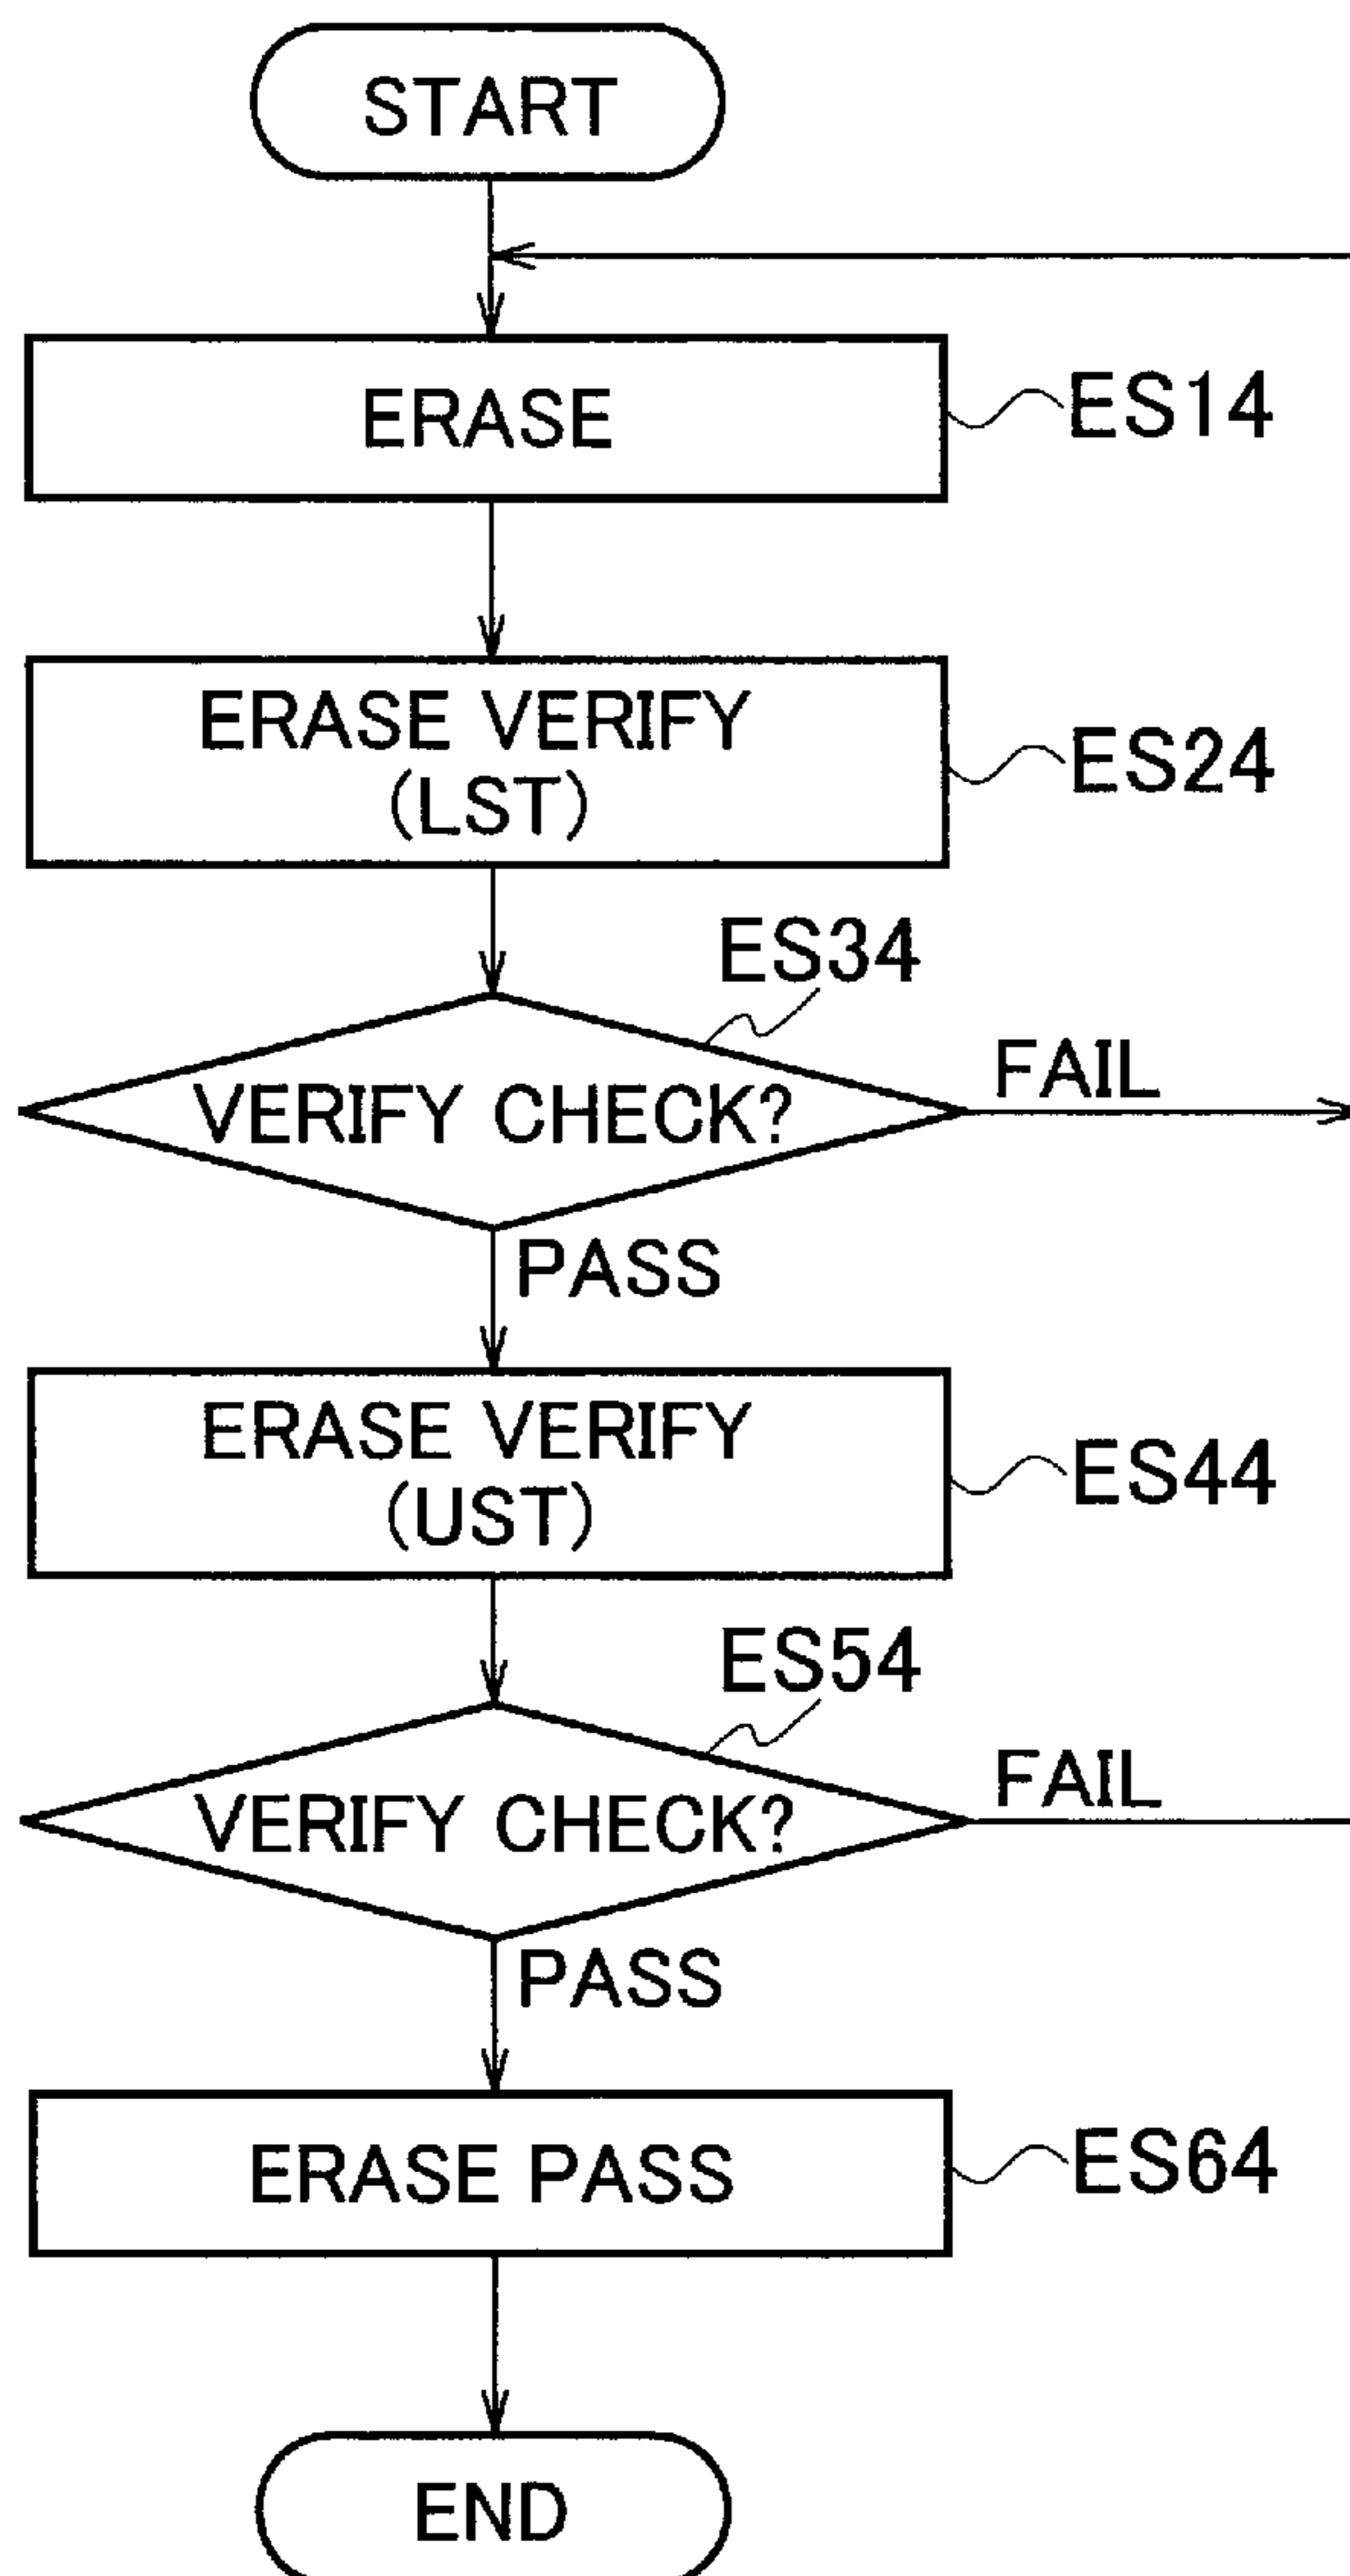 START
ERASE
ES14
ERASE VERIFY
(LST)
ES24
ES34
VERIFY CHECK?
FAIL
PASS
ERASE VERIFY
(UST)
ES44
ES54
VERIFY CHECK?
FAIL
PASS
ERASE PASS
ES64
END